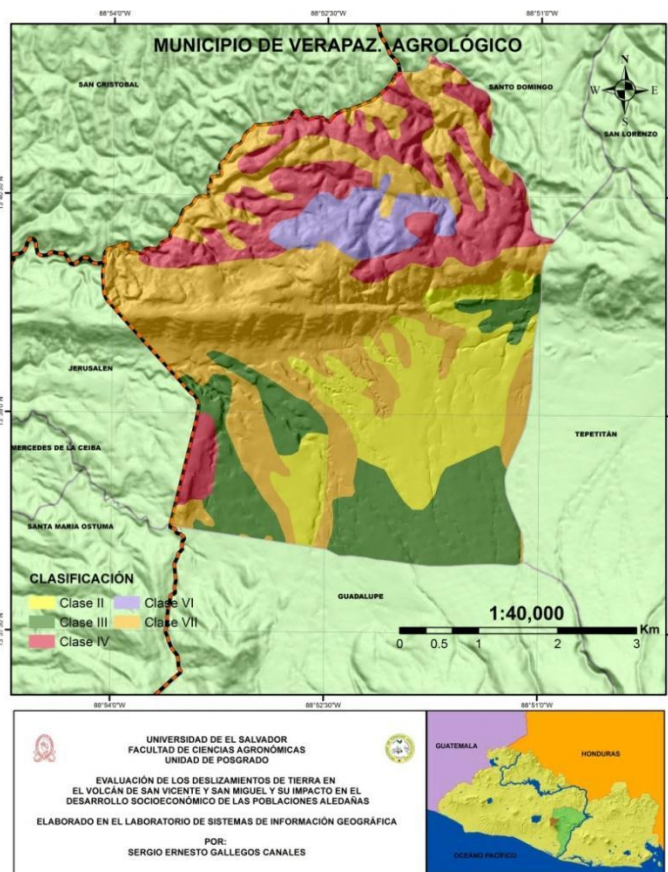 88°54'0"W 88°52'30"W 88°51'0"W
MUNICIPIO DE VERAPAZ. AGROLÓGICO
SAN CRISTOBAL
SANTO DOMINGO
N
W E
S
SAN LORENZO
JERUSALEN
MERCEDES DE LA CEIBA
TEPETITÁN
SANTA MARIA OSTUMA
GUADALUPE
CLASIFICACIÓN
Clase II Clase VI
Clase III Clase VII
Clase IV
1:40,000
Km
0 0.5 1 2 3
88°54'0"W 88°52'30"W 88°51'0"W
UNIVERSIDAD DE EL SALVADOR
FACULTAD DE CIENCIAS AGRONÓMICAS
UNIDAD DE POSGRADO
EVALUACIÓN DE LOS DESLIZAMIENTOS DE TIERRA EN
EL VOLCÁN DE SAN VICENTE Y SAN MIGUEL Y SU IMPACTO EN EL
DESARROLLO SOCIOECONÓMICO DE LAS POBLACIONES ALEDAÑAS
ELABORADO EN EL LABORATORIO DE SISTEMAS DE INFORMACIÓN GEOGRÁFICA
POR:
SERGIO ERNESTO GALLEGOS CANALES
GUATEMALA
HONDURAS
OCEANO PACÍFICO